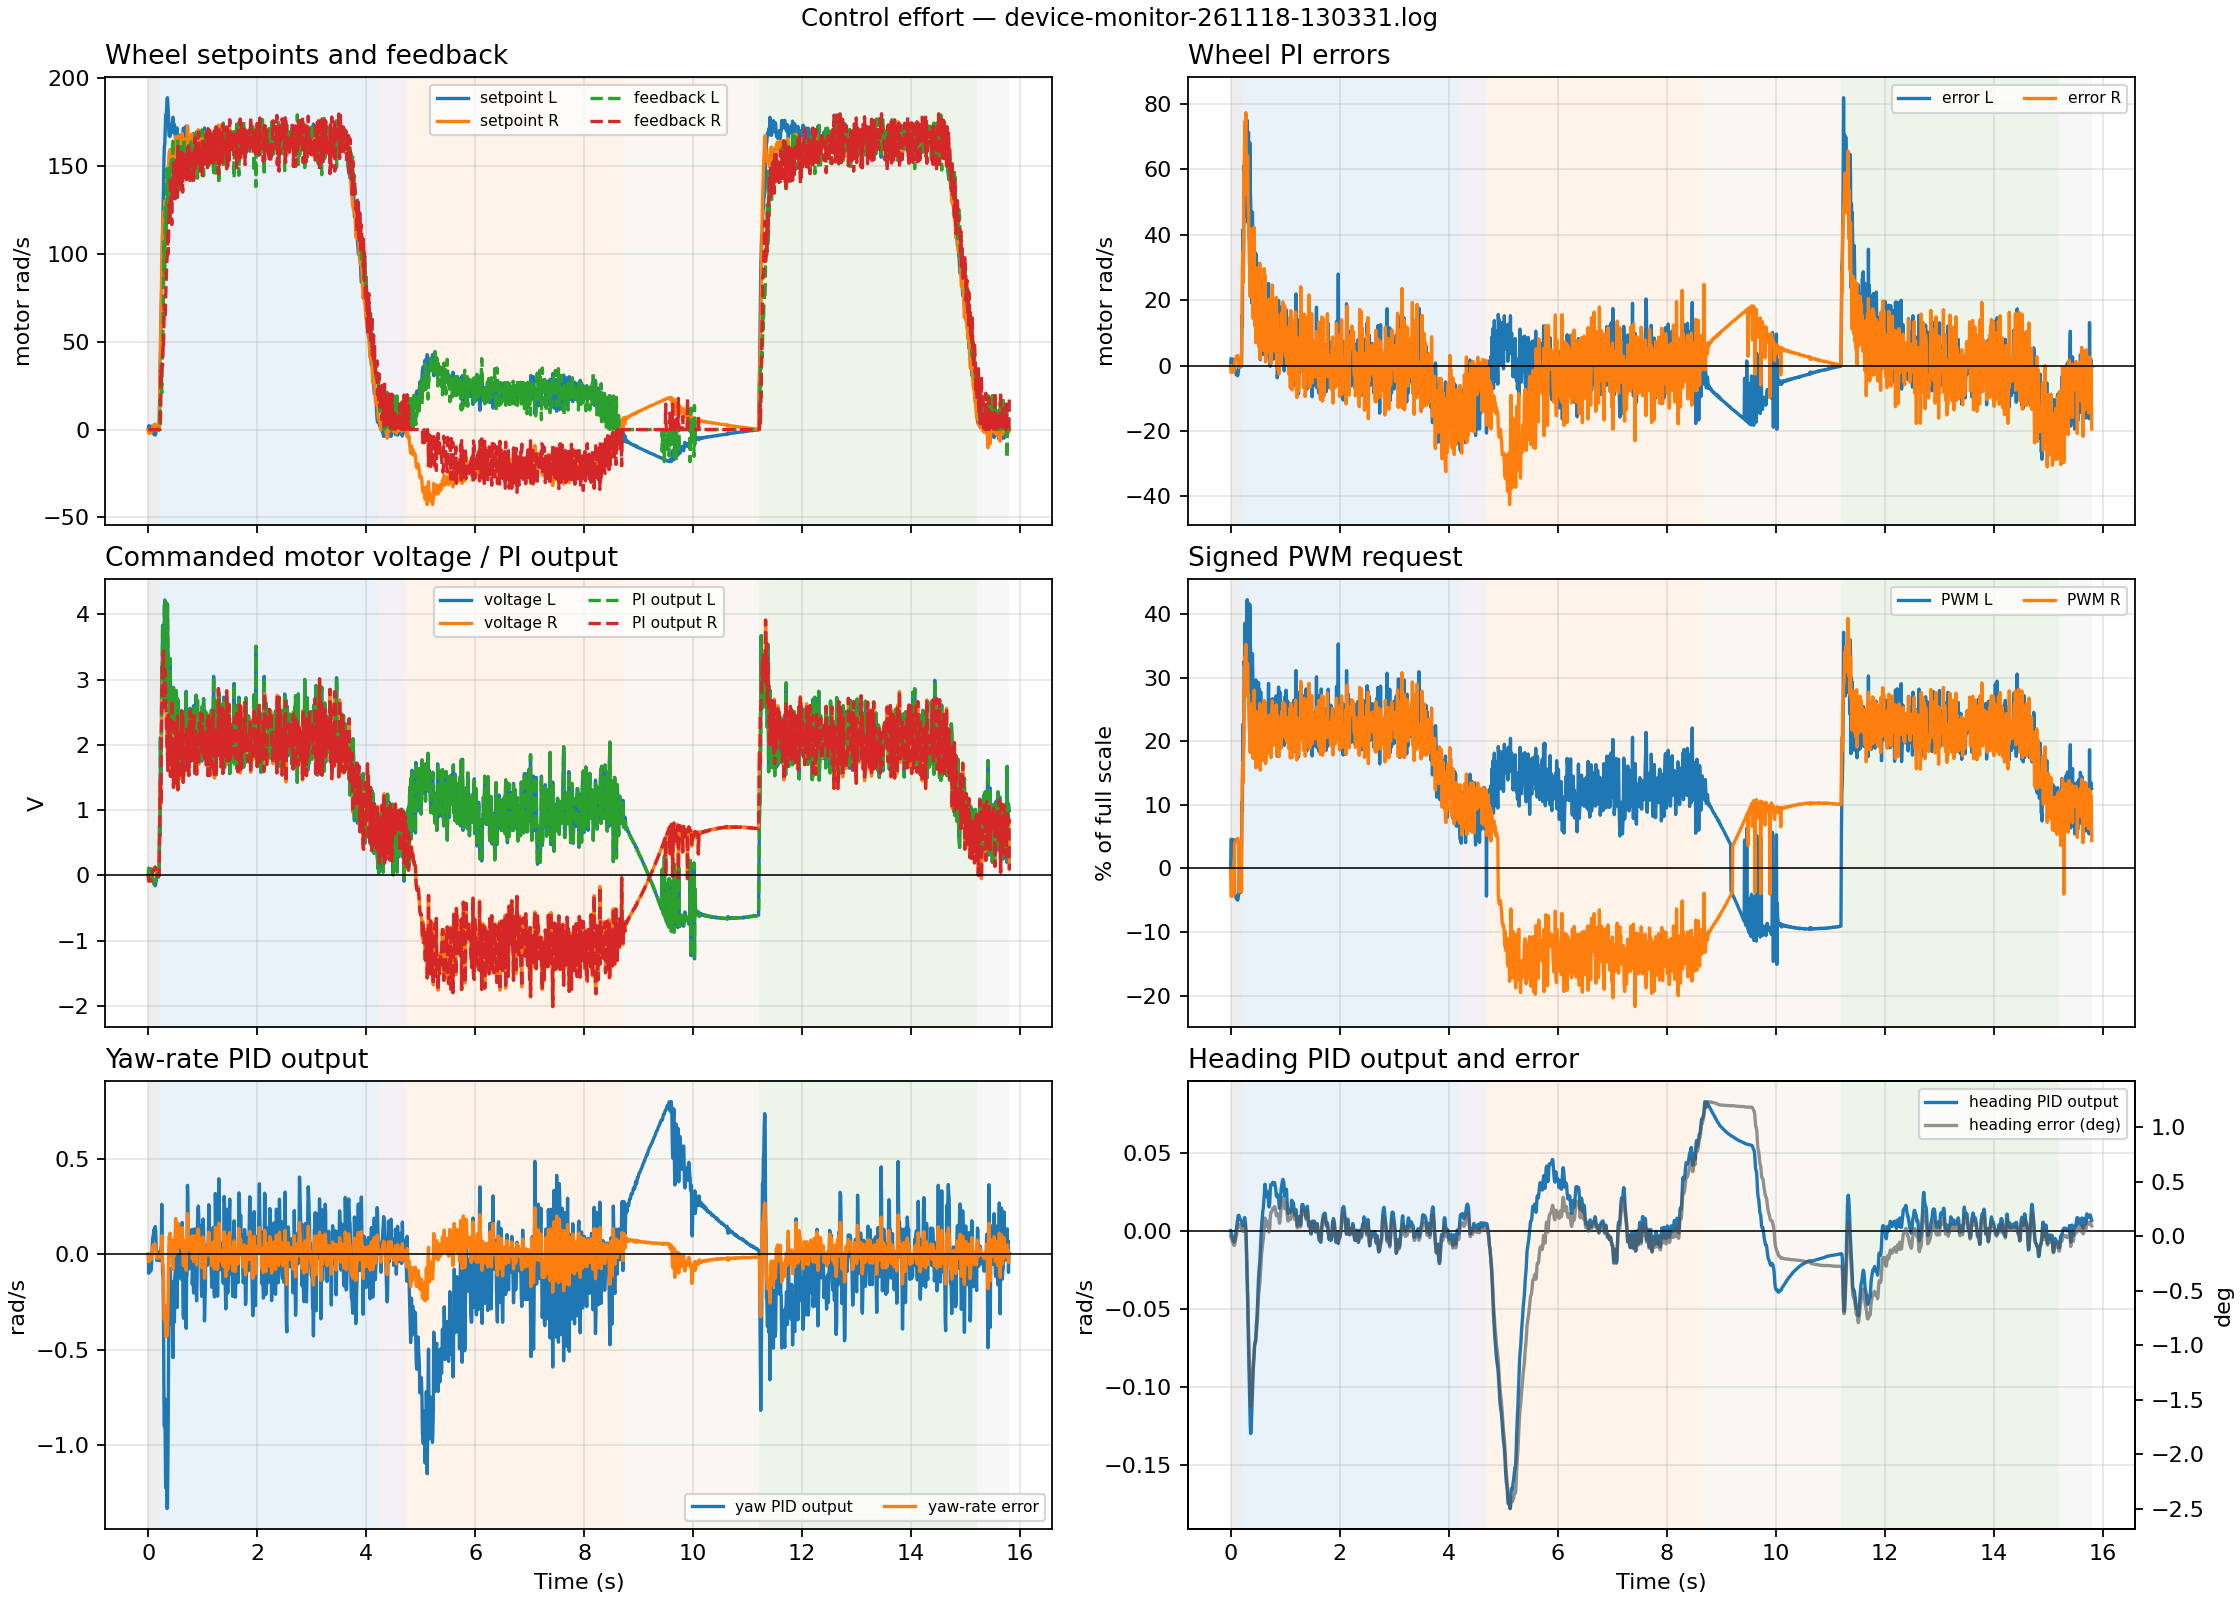 Control effort — device-monitor-261118-130331.log
Wheel setpoints and feedback
200
150
100
50
0
−50
motor rad/s
setpoint L
setpoint R
feedback L
feedback R
Wheel PI errors
80
60
40
20
0
−20
−40
motor rad/s
error L
error R
Commanded motor voltage / PI output
4
3
2
1
0
−1
−2
V
voltage L
voltage R
PI output L
PI output R
Signed PWM request
40
30
20
10
0
−10
−20
% of full scale
PWM L
PWM R
Yaw-rate PID output
0.5
0.0
−0.5
−1.0
rad/s
yaw PID output
yaw-rate error
0 2 4 6 8 10 12 14 16
Time (s)
Heading PID output and error
0.05
0.00
−0.05
−0.10
−0.15
rad/s
heading PID output
heading error (deg)
1.0
0.5
0.0
−0.5
−1.0
−1.5
−2.0
−2.5
deg
0 2 4 6 8 10 12 14 16
Time (s)